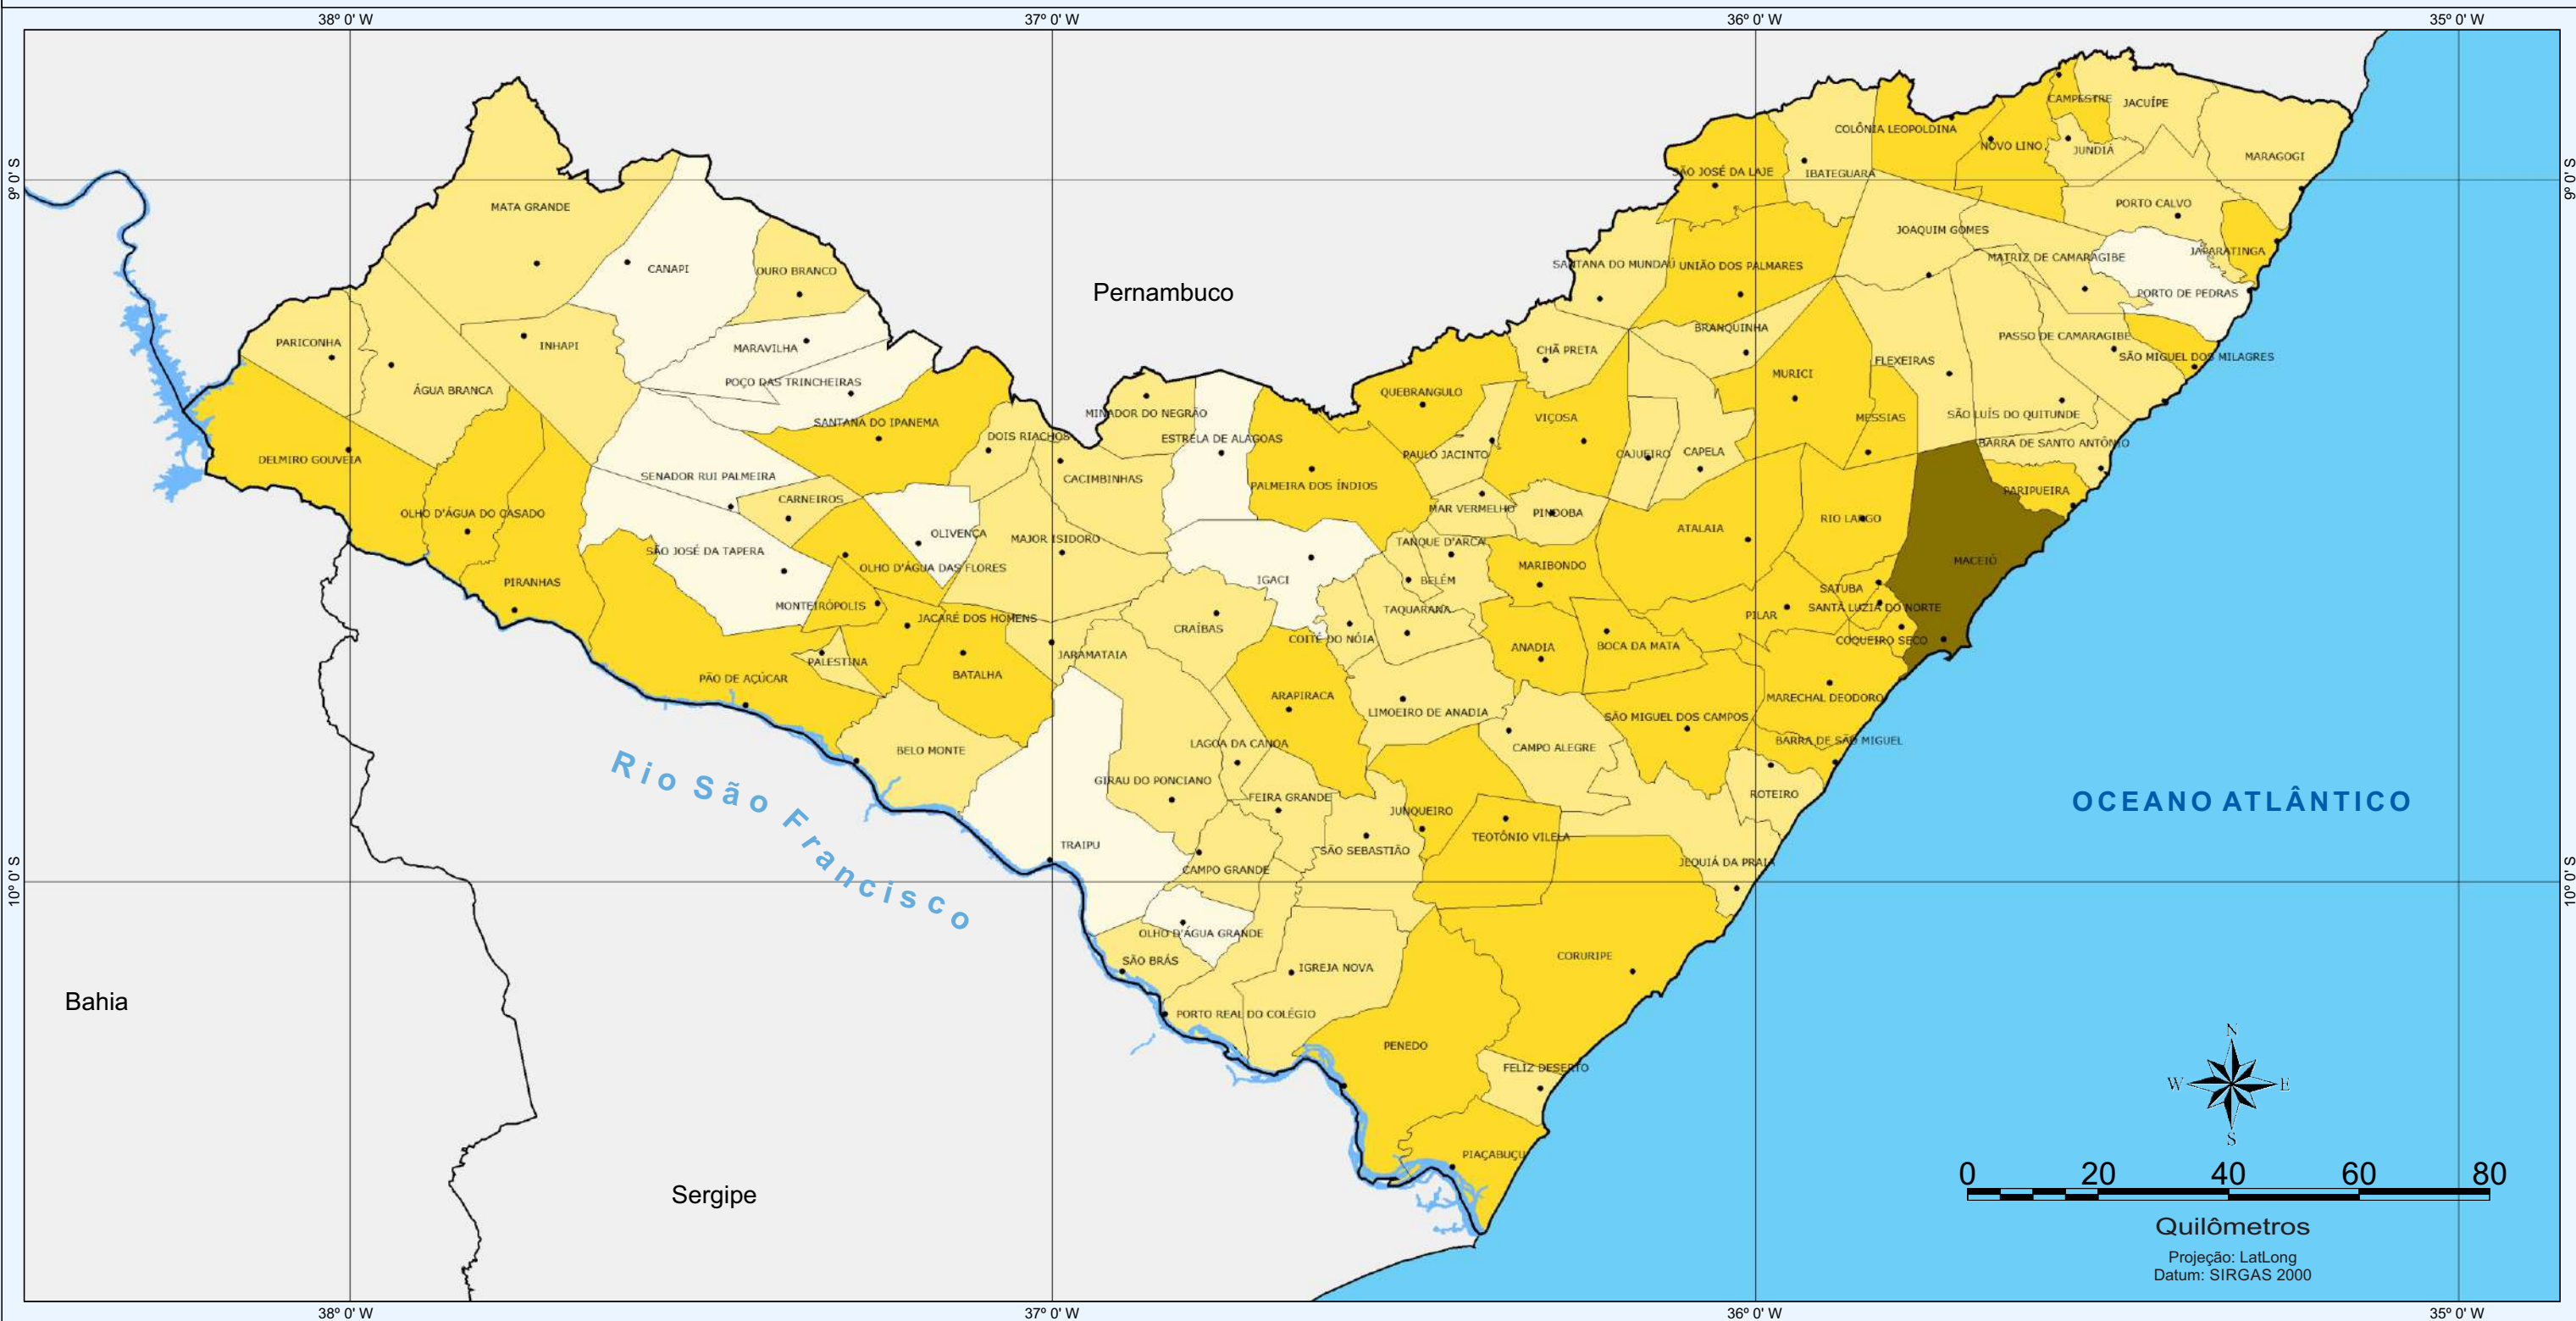 38º 0' W
37º 0' W
36º 0' W
35º 0' W
9º 0' S
9º 0' S
CAMPESTRE
JACUÍPE
COLÔNIA LEOPOLDINA
NOVO LINO
JUNDIÁ
MARAGOGI
SÃO JOSÉ DA LAJE
IBATEGUARA
MATA GRANDE
PORTO CALVO
JOAQUIM GOMES
JAPARATINGA
MATRIZ DE CAMARAGIBE
CANAPI
OURO BRANCO
SANTANA DO MUNDAÚ
UNIÃO DOS PALMARES
Pernambuco
PORTO DE PEDRAS
BRANQUINHA
PASSO DE CAMARAGIBE
PARICONHA
INHAPI
MARAVILHA
CHÃ PRETA
SÃO MIGUEL DOS MILAGRES
FLEXEIRAS
MURICI
POÇO DAS TRINCHEIRAS
ÁGUA BRANCA
QUEBRANGULO
MINADOR DO NEGRÃO
SÃO LUÍS DO QUITUNDE
VIÇOSA
MESSIAS
SANTANA DO IPANEMA
DOIS RIACHOS
ESTRELA DE ALAGOAS
BARRA DE SANTO ANTÔNIO
PAULO JACINTO
CAJUEIRO
CAPELA
DELMIRO GOUVEIA
SENADOR RUI PALMEIRA
CACIMBINHAS
PALMEIRA DOS ÍNDIOS
PARIPUEIRA
CARNEIROS
MAR VERMELHO
PINDOBA
OLHO D'ÁGUA DO CASADO
RIO LARGO
ATALAIA
OLIVENÇA
MAJOR ISIDORO
TANQUE D'ARCA
SÃO JOSÉ DA TAPERA
MACEIÓ
OLHO D'ÁGUA DAS FLORES
MARIBONDO
IGACI
BELÉM
PIRANHAS
SATUBA
MONTEIRÓPOLIS
SANTA LUZIA DO NORTE
TAQUARANA
PILAR
JACARÉ DOS HOMENS
CRAÍBAS
COITÉ DO NÓIA
COQUEIRO SECO
ANADIA
BOCA DA MATA
JARAMATAIA
PALESTINA
BATALHA
PÃO DE AÇÚCAR
ARAPIRACA
MARECHAL DEODORO
LIMOEIRO DE ANADIA
SÃO MIGUEL DOS CAMPOS
BARRA DE SÃO MIGUEL
LAGOA DA CANOA
CAMPO ALEGRE
BELO MONTE
Rio São Francisco
GIRAU DO PONCIANO
FEIRA GRANDE
ROTEIRO
OCEANO ATLÂNTICO
JUNQUEIRO
TEOTÔNIO VILELA
TRAIPU
SÃO SEBASTIÃO
JEQUIÁ DA PRAIA
CAMPO GRANDE
10º 0' S
10º 0' S
OLHO D'ÁGUA GRANDE
SÃO BRÁS
IGREJA NOVA
CORURIPE
Bahia
PORTO REAL DO COLÉGIO
PENEDO
FELIZ DESERTO
N
W
E
S
PIAÇABUÇU
Sergipe
0 20 40 60 80
Quilômetros
Projeção: LatLong
Datum: SIRGAS 2000
38º 0' W
37º 0' W
36º 0' W
35º 0' W